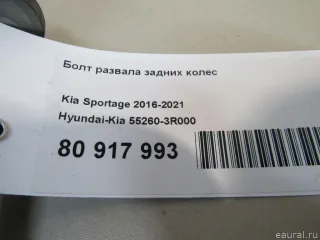 Болт развала задних колес
Kia Sportage 2016-2021
Hyundai-Kia 55260-3R000
80 917 993
© eaural.ru